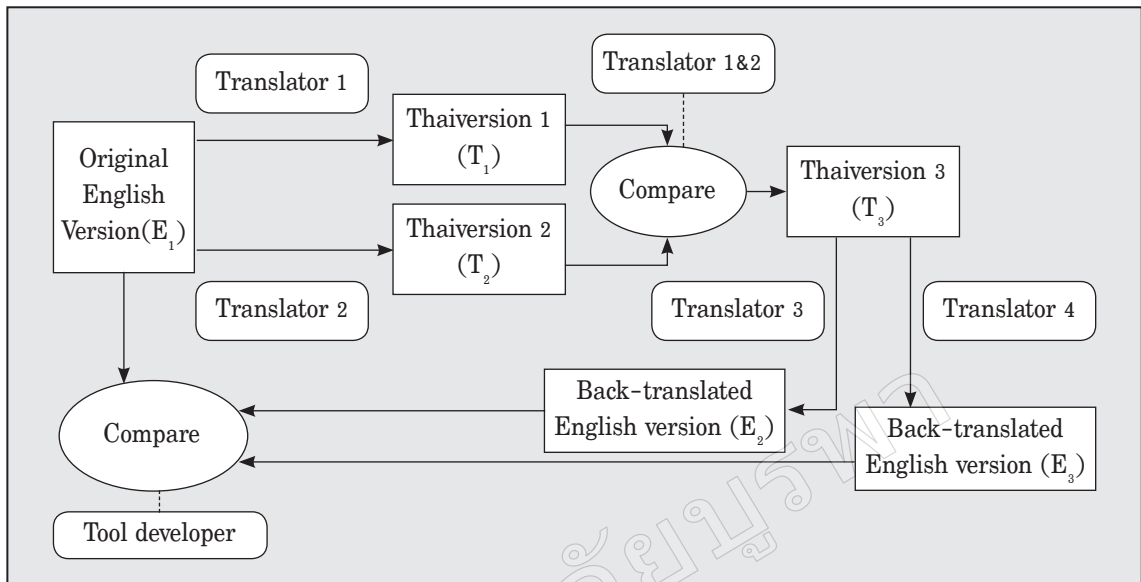 Translator 1
Translator 1&2
Original
English
Version(E₁)
Thaiversion 1
(T₁)
Compare
Thaiversion 3
(T₃)
Thaiversion 2
(T₂)
Translator 2
Translator 3
Translator 4
Compare
Back-translated
English version (E₂)
Back-translated
English version (E₃)
Tool developer